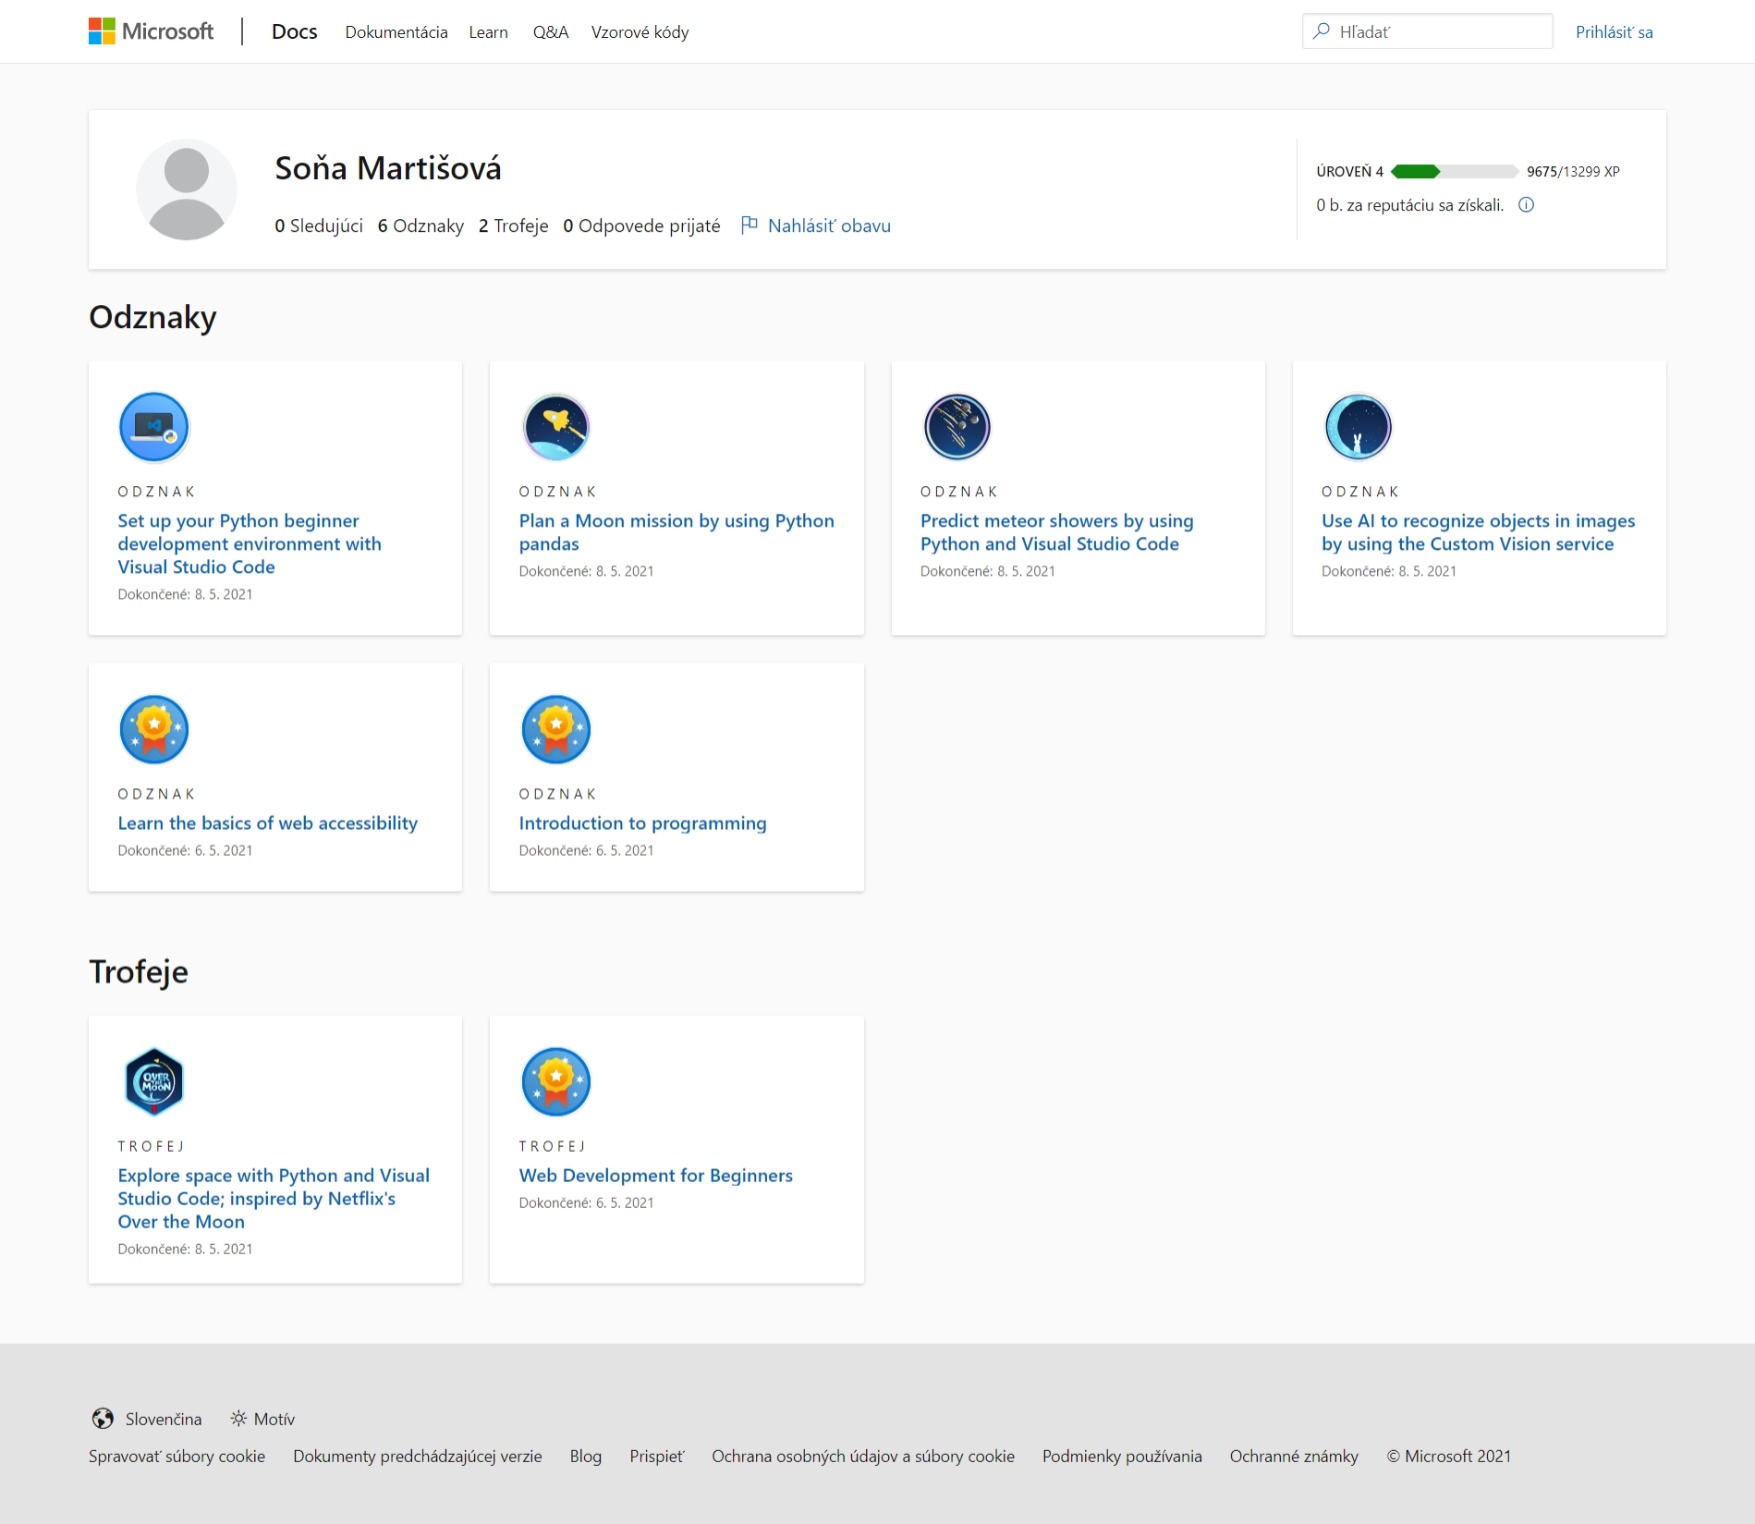 Microsoft Docs Dokumentácia Learn Q&A Vzorové kódy Hľadať Prihlásiť sa
Soňa Martišová
0 Sledujúci 6 Odznaky 2 Trofeje 0 Odpovede prijaté Nahlásiť obavu
ÚROVEŇ 4 9675/13299 XP
0 b. za reputáciu sa získali.
Odznaky
ODZNAK
Set up your Python beginner
development environment with
Visual Studio Code
Dokončené: 8. 5. 2021
ODZNAK
Plan a Moon mission by using Python
pandas
Dokončené: 8. 5. 2021
ODZNAK
Predict meteor showers by using
Python and Visual Studio Code
Dokončené: 8. 5. 2021
ODZNAK
Use AI to recognize objects in images
by using the Custom Vision service
Dokončené: 8. 5. 2021
ODZNAK
Learn the basics of web accessibility
Dokončené: 6. 5. 2021
ODZNAK
Introduction to programming
Dokončené: 6. 5. 2021
Trofeje
OVER
THE
MOON
TROFEJ
Explore space with Python and Visual
Studio Code; inspired by Netflix's
Over the Moon
Dokončené: 8. 5. 2021
TROFEJ
Web Development for Beginners
Dokončené: 6. 5. 2021
Slovenčina Motív
Spravovať súbory cookie Dokumenty predchádzajúcej verzie Blog Prispieť Ochrana osobných údajov a súbory cookie Podmienky používania Ochranné známky © Microsoft 2021